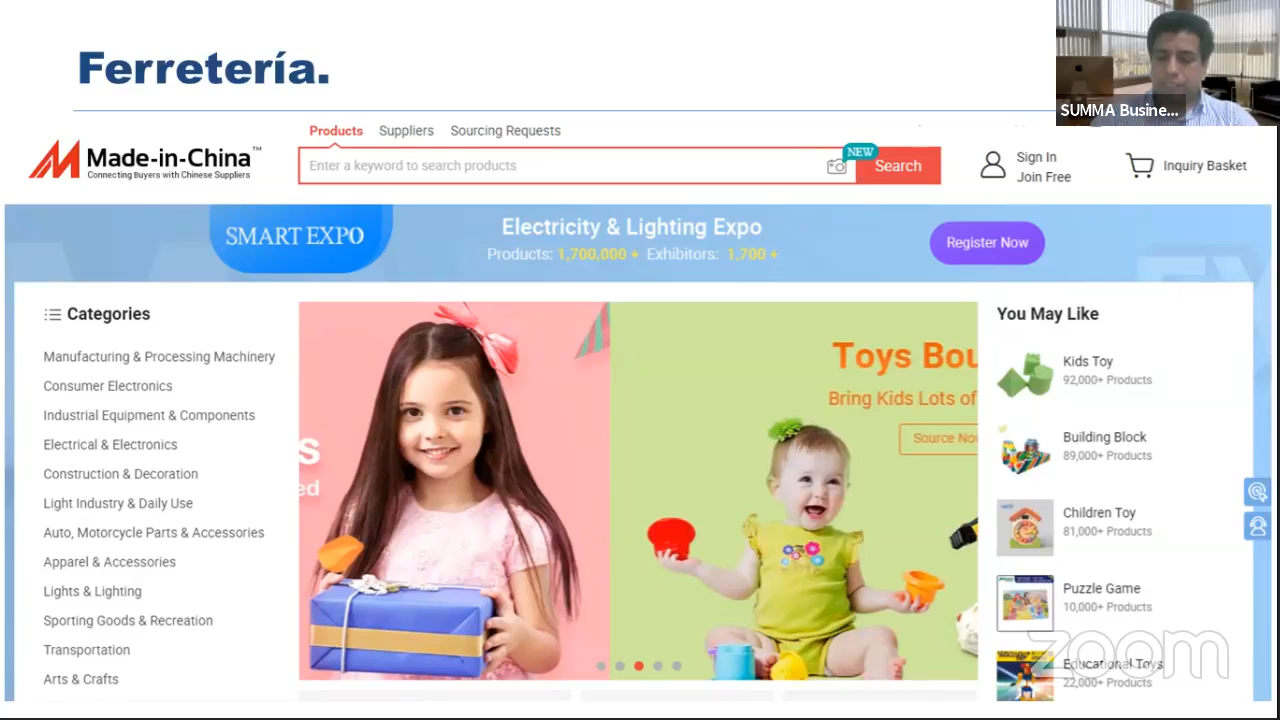 Ferretería.
SUMMA Busine...
Products Suppliers Sourcing Requests
Made-in-China™
Connecting Buyers with Chinese Suppliers
Enter a keyword to search products
NEW
Search
Sign In
Join Free
Inquiry Basket
SMART EXPO
Electricity & Lighting Expo
Products: 1,700,000 + Exhibitors: 1,700 +
Register Now
Categories
Manufacturing & Processing Machinery
Consumer Electronics
Industrial Equipment & Components
Electrical & Electronics
Construction & Decoration
Light Industry & Daily Use
Auto, Motorcycle Parts & Accessories
Apparel & Accessories
Lights & Lighting
Sporting Goods & Recreation
Transportation
Arts & Crafts
s
ed
Toys Bou
Bring Kids Lots of
Source Now
You May Like
Kids Toy
92,000+ Products
Building Block
89,000+ Products
Children Toy
81,000+ Products
Puzzle Game
10,000+ Products
Educational Toys
22,000+ Products
zoom